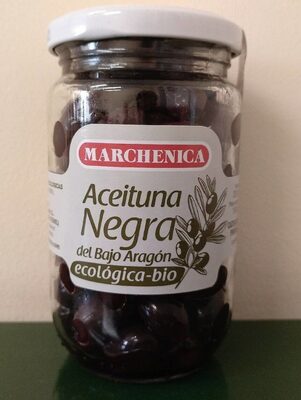 MARCHENICA
Aceituna
Negra
del Bajo Aragón
ecológica-bio